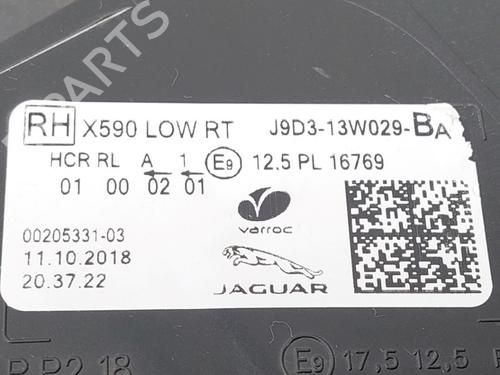 PARTS
RH X590 LOW RT J9D3-13W029-BA
HCR RL A 1 E9 12.5 PL 16769
01 00 02 01
00205331-03
11.10.2018
20.37.22
varroc
JAGUAR
E9 17,5 12,5